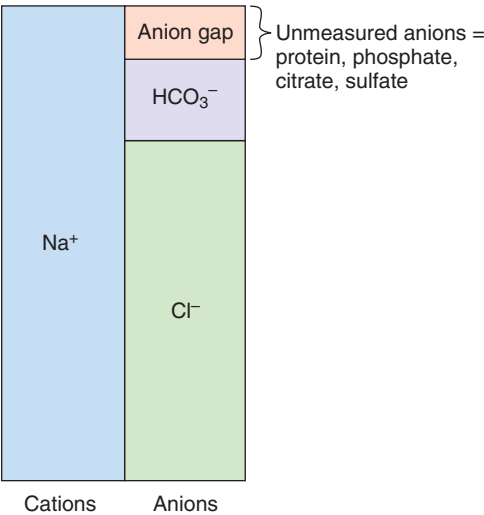 Anion gap
Unmeasured anions =
protein, phosphate,
citrate, sulfate
HCO₃⁻
Na⁺
Cl⁻
Cations
Anions